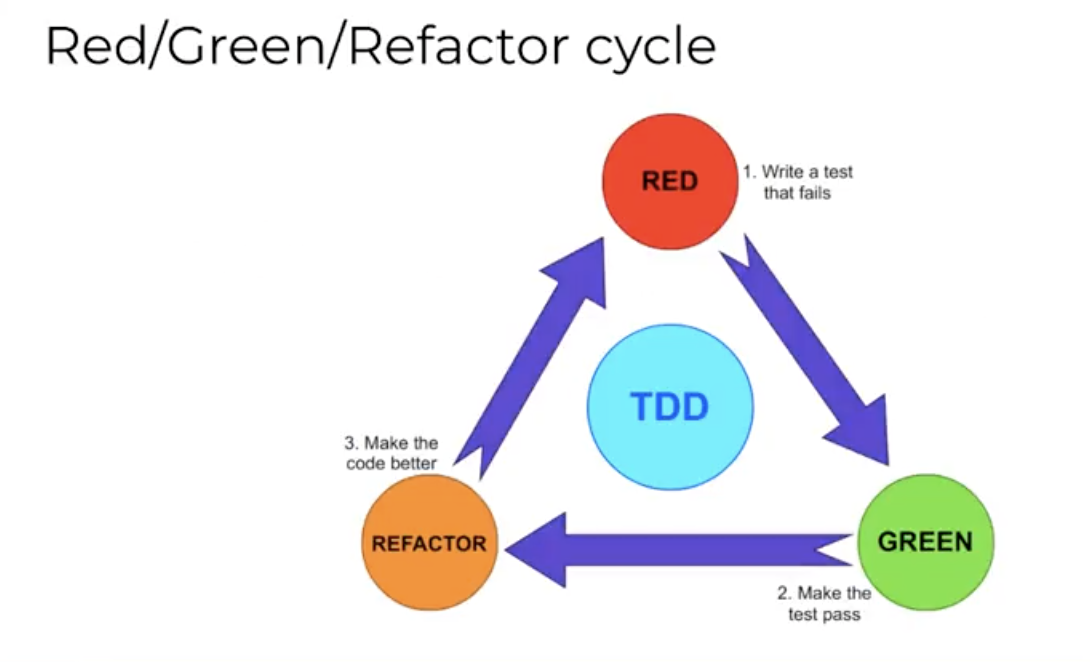 Red/Green/Refactor cycle
RED
1. Write a test
that fails
TDD
3. Make the
code better
REFACTOR
GREEN
2. Make the
test pass